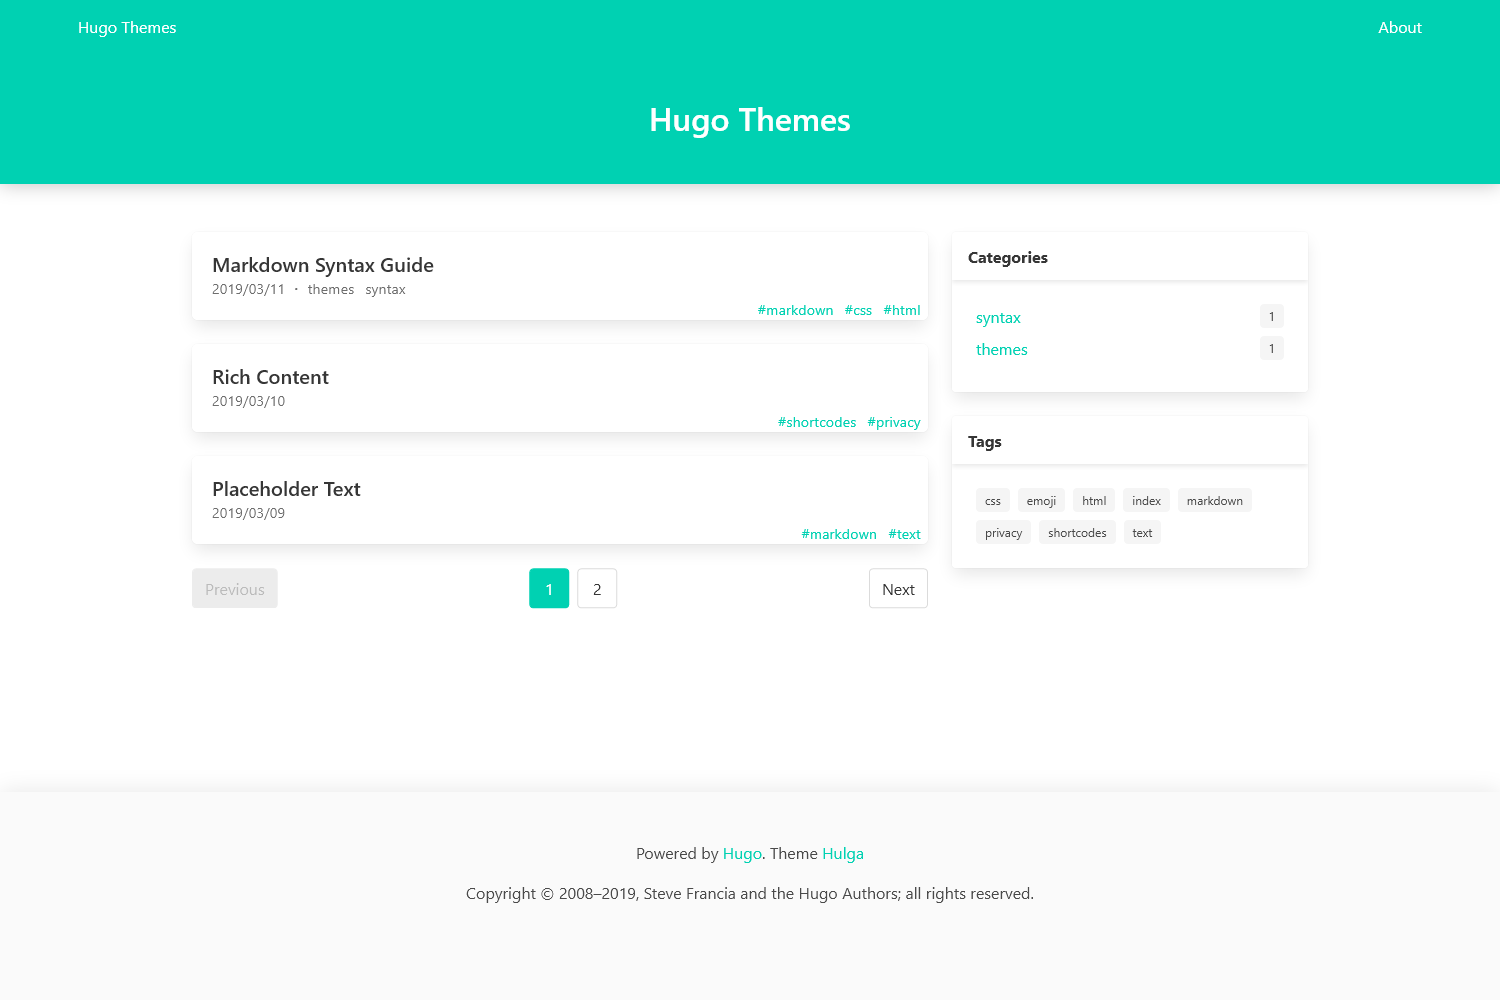 Hugo Themes
About
Hugo Themes
Markdown Syntax Guide
2019/03/11 · themes syntax
#markdown #css #html
Rich Content
2019/03/10
#shortcodes #privacy
Placeholder Text
2019/03/09
#markdown #text
Previous
1
2
Next
Categories
syntax 1
themes 1
Tags
css emoji html index markdown
privacy shortcodes text
Powered by Hugo. Theme Hulga
Copyright © 2008–2019, Steve Francia and the Hugo Authors; all rights reserved.